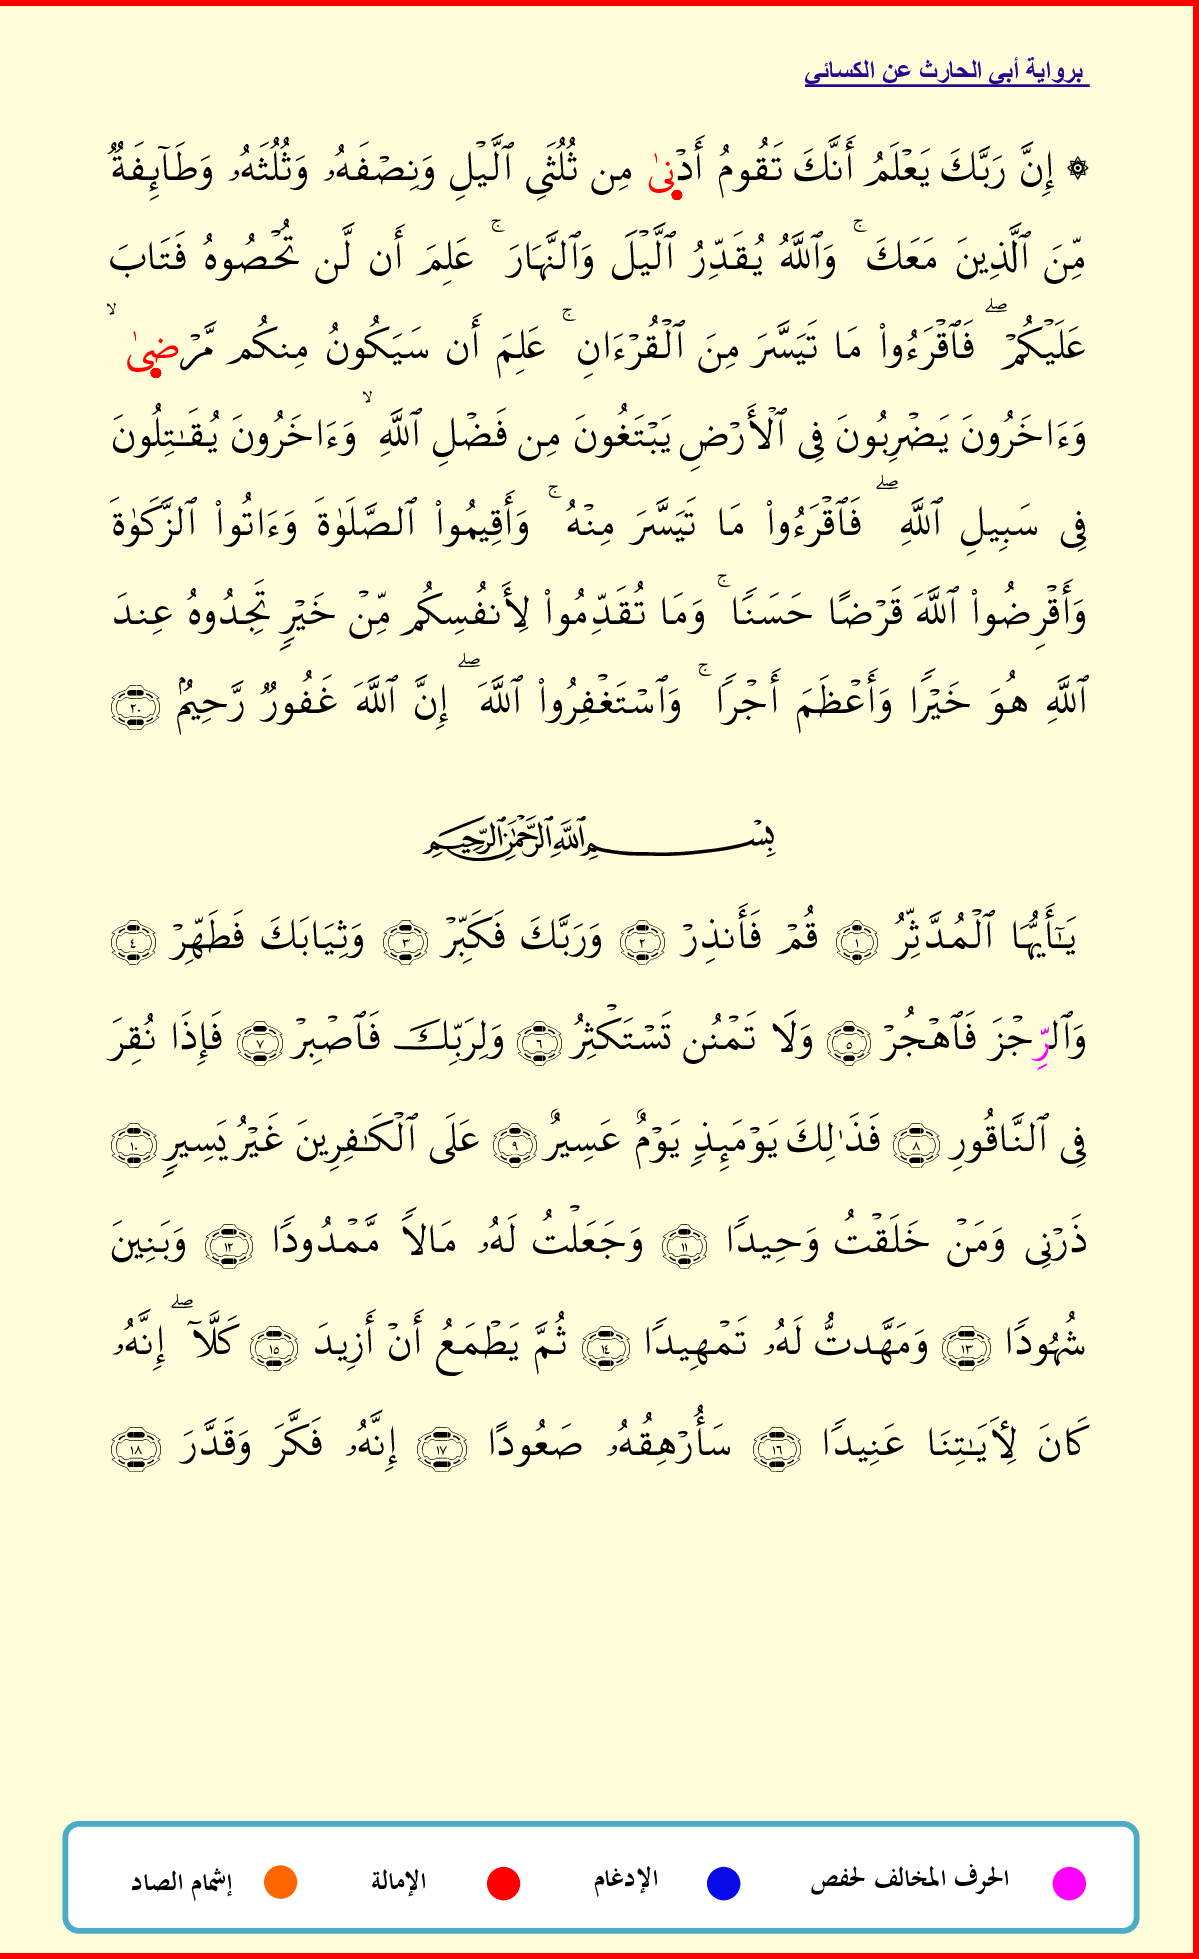 برواية أبي الحارث عن الكسائي
۞ إِنَّ رَبَّكَ يَعۡلَمُ أَنَّكَ تَقُومُ أَدۡنىٰ مِن ثُلُثَيِ ٱلَّيۡلِ وَنِصۡفَهُۥ وَثُلُثَهُۥ وَطَآئِفَةٞ
مِّنَ ٱلَّذِينَ مَعَكَۚ وَٱللَّهُ يُقَدِّرُ ٱلَّيۡلَ وَٱلنَّهَارَۚ عَلِمَ أَن لَّن تُحۡصُوهُ فَتَابَ
عَلَيۡكُمۡۖ فَٱقۡرَءُواْ مَا تَيَسَّرَ مِنَ ٱلۡقُرۡءَانِۚ عَلِمَ أَن سَيَكُونُ مِنكُم مَّرۡضىٰۙ
وَءَاخَرُونَ يَضۡرِبُونَ فِي ٱلۡأَرۡضِ يَبۡتَغُونَ مِن فَضۡلِ ٱللَّهِۙ وَءَاخَرُونَ يُقَٰتِلُونَ
فِي سَبِيلِ ٱللَّهِۖ فَٱقۡرَءُواْ مَا تَيَسَّرَ مِنۡهُۚ وَأَقِيمُواْ ٱلصَّلَوٰةَ وَءَاتُواْ ٱلزَّكَوٰةَ
وَأَقۡرِضُواْ ٱللَّهَ قَرۡضًا حَسَنٗاۚ وَمَا تُقَدِّمُواْ لِأَنفُسِكُم مِّنۡ خَيۡرٖ تَجِدُوهُ عِندَ
ٱللَّهِ هُوَ خَيۡرٗا وَأَعۡظَمَ أَجۡرٗاۚ وَٱسۡتَغۡفِرُواْ ٱللَّهَۖ إِنَّ ٱللَّهَ غَفُورٞ رَّحِيمُۢ ٢٠
بِسۡمِ ٱللَّهِ ٱلرَّحۡمَٰنِ ٱلرَّحِيمِ
يَٰٓأَيُّهَا ٱلۡمُدَّثِّرُ ١ قُمۡ فَأَنذِرۡ ٢ وَرَبَّكَ فَكَبِّرۡ ٣ وَثِيَابَكَ فَطَهِّرۡ ٤
وَٱلرِّجۡزَ فَٱهۡجُرۡ ٥ وَلَا تَمۡنُن تَسۡتَكۡثِرُ ٦ وَلِرَبِّكَ فَٱصۡبِرۡ ٧ فَإِذَا نُقِرَ
فِي ٱلنَّاقُورِ ٨ فَذَٰلِكَ يَوۡمَئِذٖ يَوۡمٌ عَسِيرٌ ٩ عَلَى ٱلۡكَٰفِرِينَ غَيۡرُ يَسِيرٖ ١٠
ذَرۡنِي وَمَنۡ خَلَقۡتُ وَحِيدٗا ١١ وَجَعَلۡتُ لَهُۥ مَالٗا مَّمۡدُودٗا ١٢ وَبَنِينَ
شُهُودٗا ١٣ وَمَهَّدتُّ لَهُۥ تَمۡهِيدٗا ١٤ ثُمَّ يَطۡمَعُ أَنۡ أَزِيدَ ١٥ كَلَّآۖ إِنَّهُۥ
كَانَ لِأٓيَٰتِنَا عَنِيدٗا ١٦ سَأُرۡهِقُهُۥ صَعُودًا ١٧ إِنَّهُۥ فَكَّرَ وَقَدَّرَ ١٨
الحرف المخالف لحفص الإدغام الإمالة إشمام الصاد